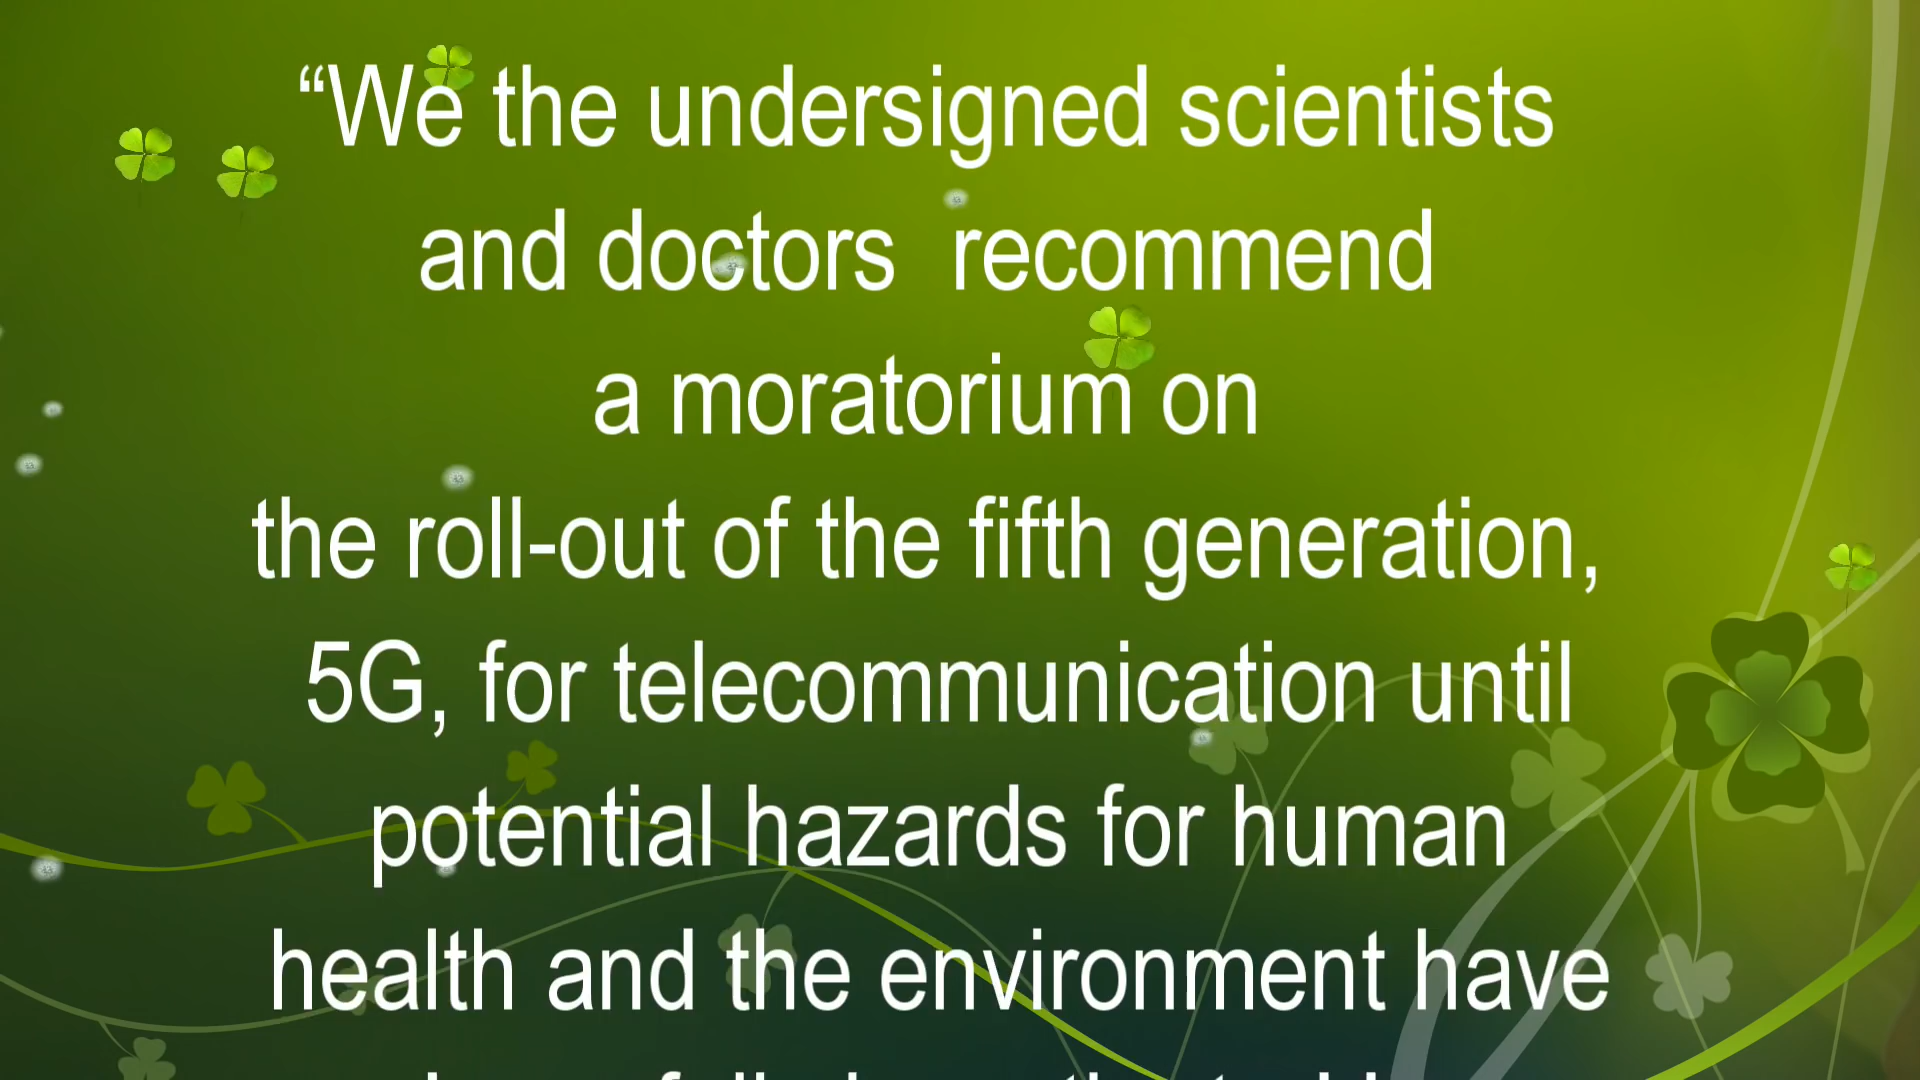 “We the undersigned scientists
and doctors recommend
a moratorium on
the roll-out of the fifth generation,
5G, for telecommunication until
potential hazards for human
health and the environment have